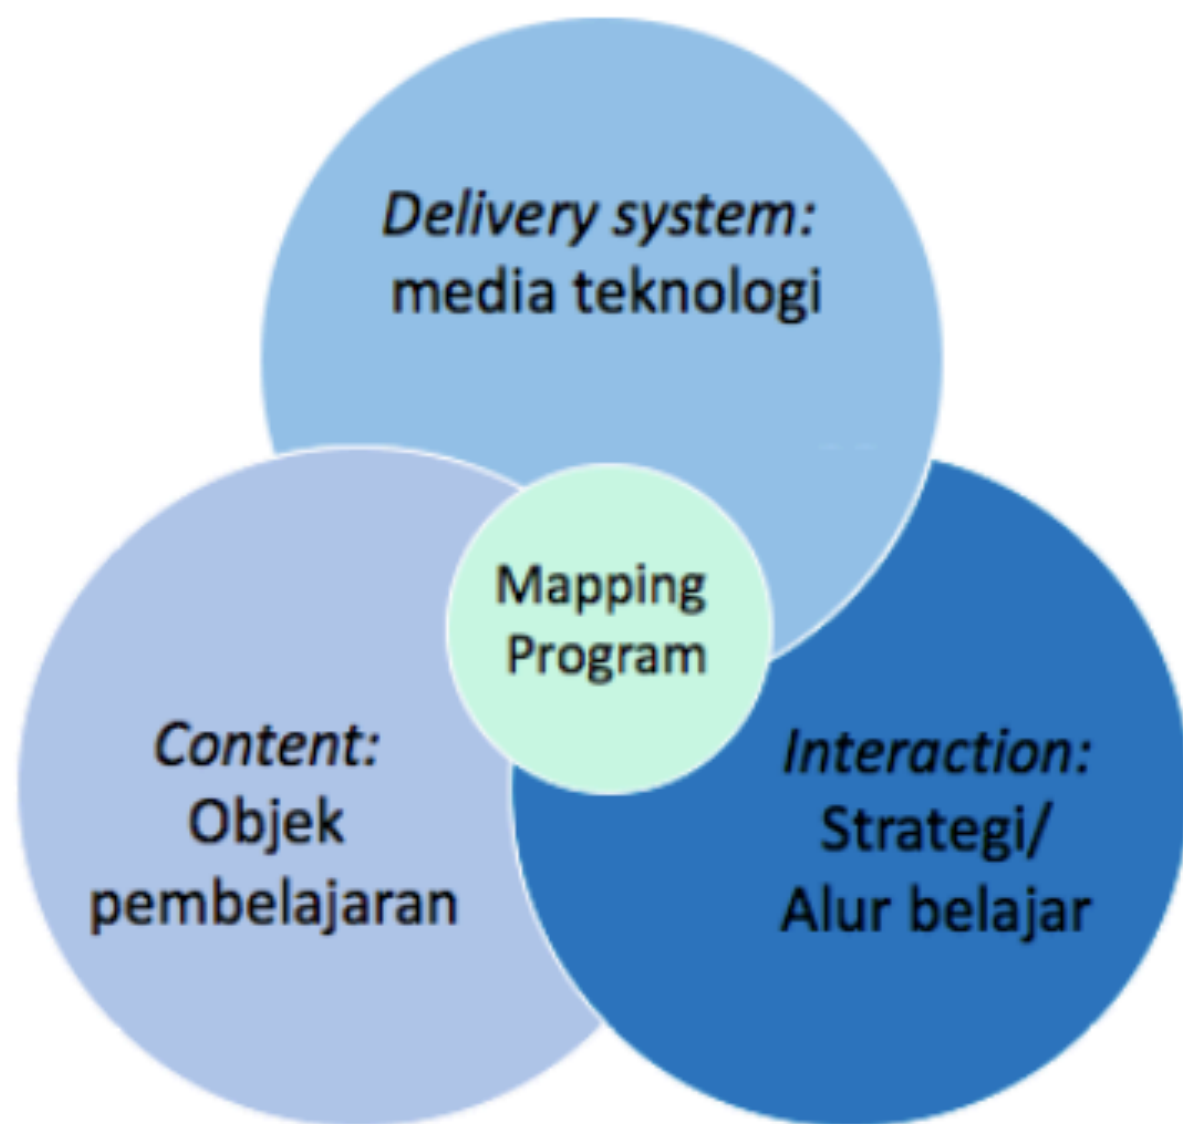 Delivery system:
media teknologi
Mapping
Program
Content:
Objek
pembelajaran
Interaction:
Strategi/
Alur belajar